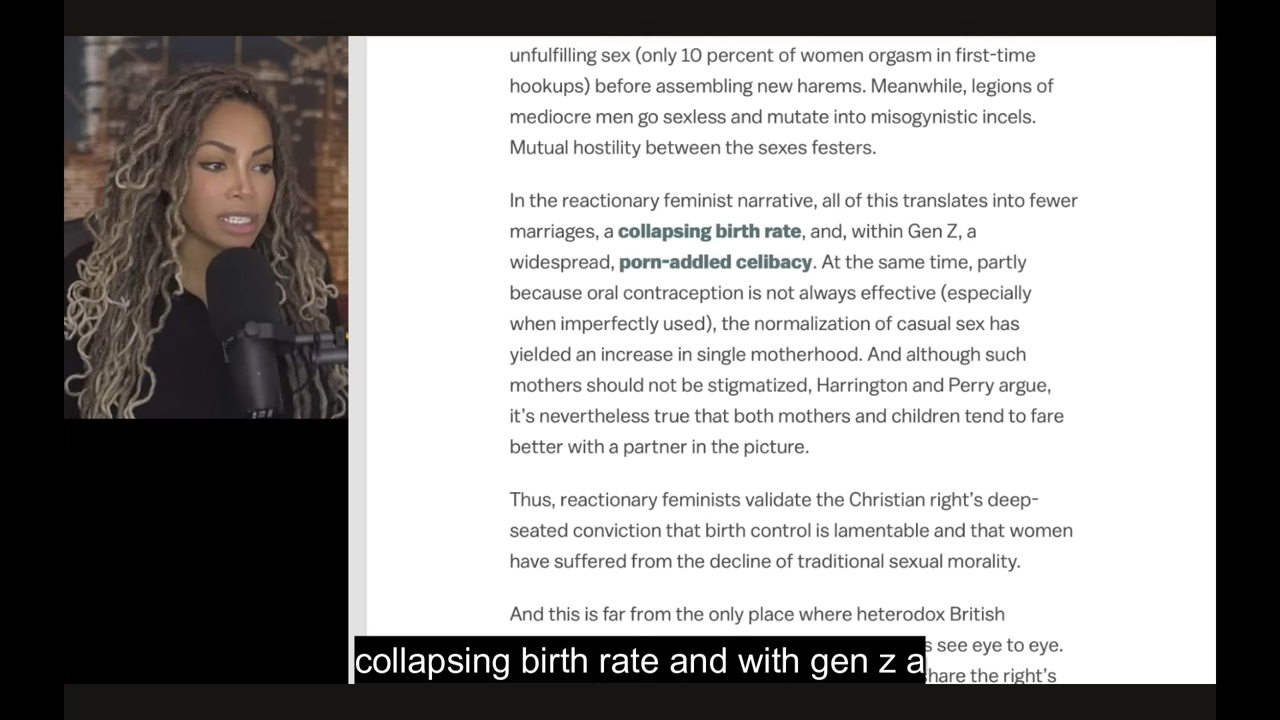 unfulfilling sex (only 10 percent of women orgasm in first-time
hookups) before assembling new harems. Meanwhile, legions of
mediocre men go sexless and mutate into misogynistic incels.
Mutual hostility between the sexes festers.
In the reactionary feminist narrative, all of this translates into fewer
marriages, a collapsing birth rate, and, within Gen Z, a
widespread, porn-addled celibacy. At the same time, partly
because oral contraception is not always effective (especially
when imperfectly used), the normalization of casual sex has
yielded an increase in single motherhood. And although such
mothers should not be stigmatized, Harrington and Perry argue,
it’s nevertheless true that both mothers and children tend to fare
better with a partner in the picture.
Thus, reactionary feminists validate the Christian right’s deep-
seated conviction that birth control is lamentable and that women
have suffered from the decline of traditional sexual morality.
And this is far from the only place where heterodox British
see eye to eye.
share the right’s
collapsing birth rate and with gen z a